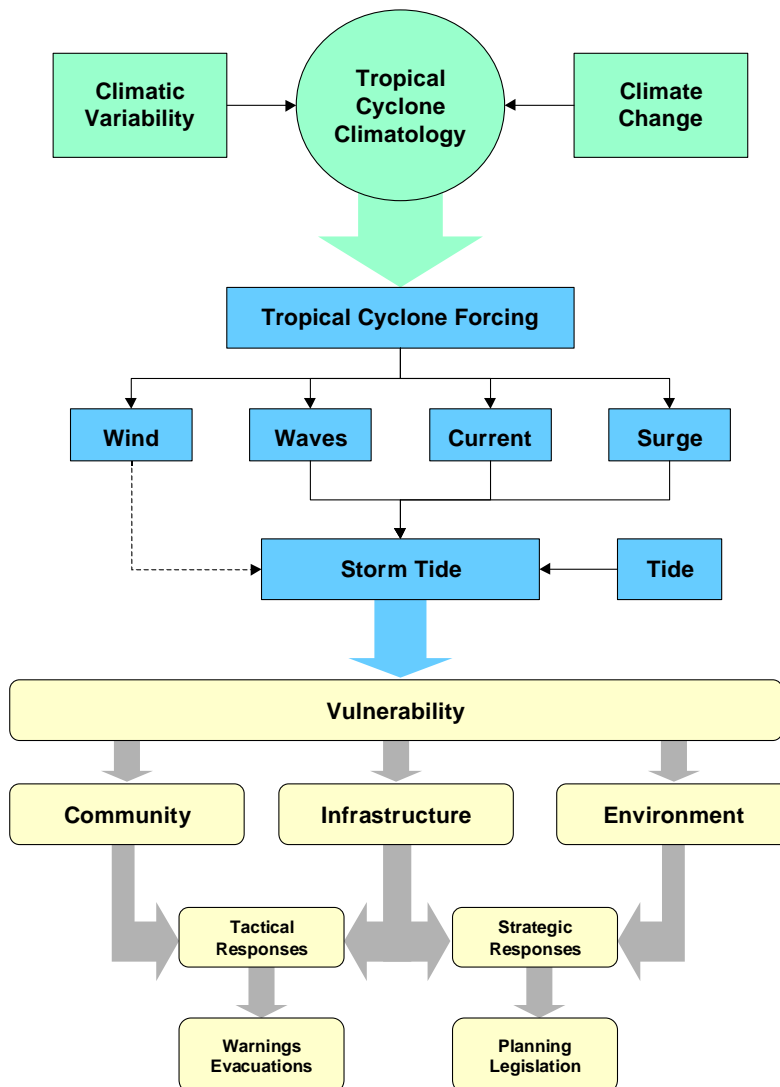 Climatic
Variability
Tropical
Cyclone
Climatology
Climate
Change
Tropical Cyclone Forcing
Wind
Waves
Current
Surge
Storm Tide
Tide
Vulnerability
Community
Infrastructure
Environment
Tactical
Responses
Strategic
Responses
Warnings
Evacuations
Planning
Legislation